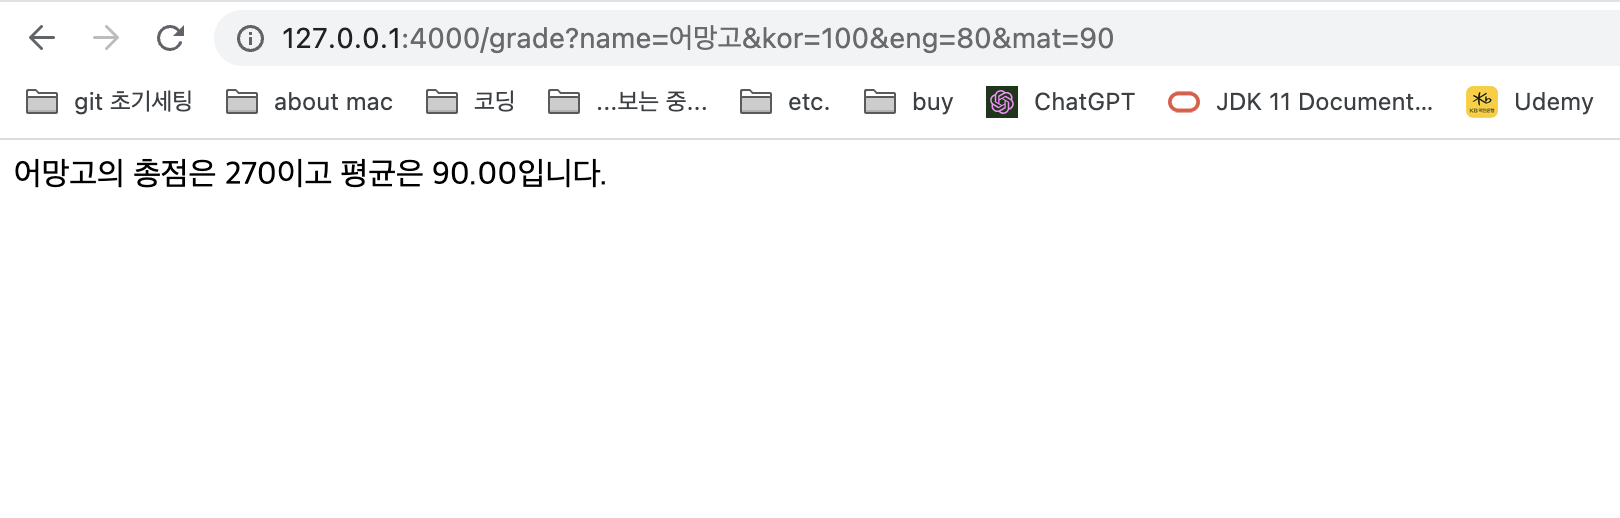 127.0.0.1:4000/grade?name=어망고&kor=100&eng=80&mat=90
git 초기세팅 about mac 코딩 ...보는 중... etc. buy ChatGPT JDK 11 Document... Udemy
어망고의 총점은 270이고 평균은 90.00입니다.